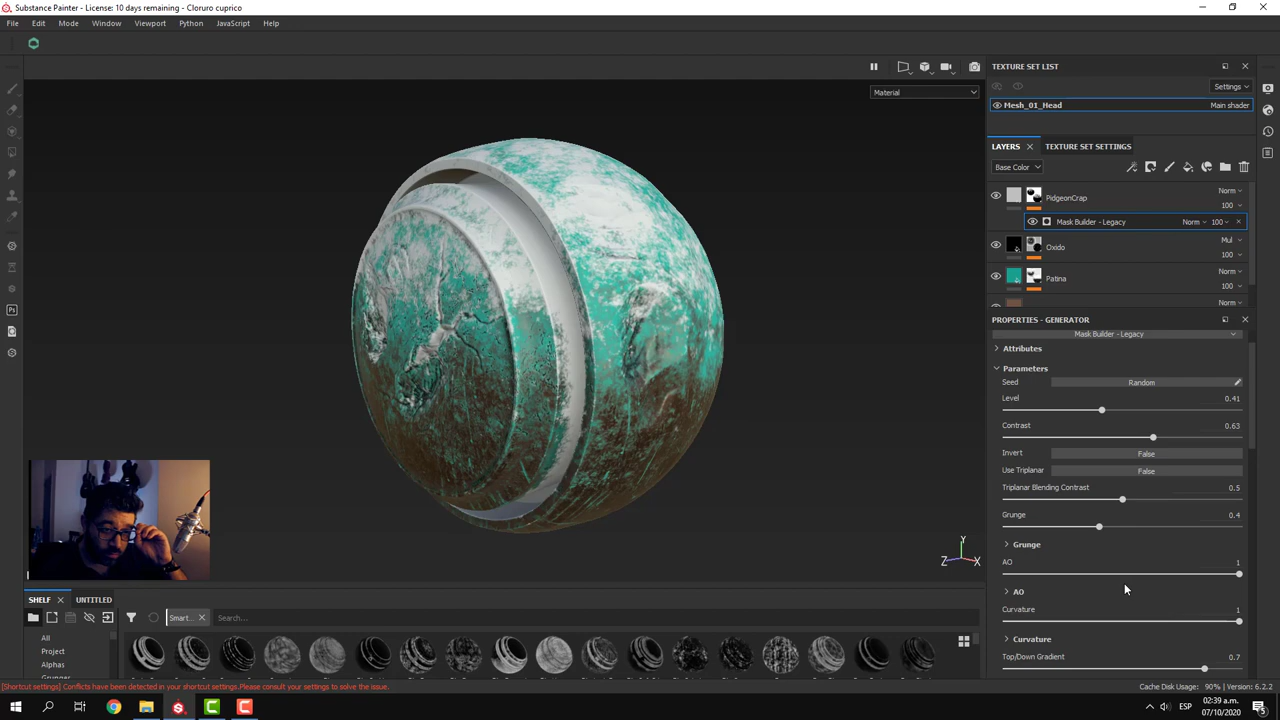 Substance Painter - License: 10 days remaining - Cloruro cuprico
File Edit Mode Window Viewport Python JavaScript Help
Material
TEXTURE SET LIST
Settings
Mesh_01_Head Main shader
LAYERS TEXTURE SET SETTINGS
Base Color
PidgeonCrap Norm 100
Mask Builder - Legacy Norm 100
Oxido Mul 100
Patina Norm 100
Norm
PROPERTIES - GENERATOR
Mask Builder - Legacy
Attributes
Parameters
Seed Random
Level 0.41
Contrast 0.63
Invert False
Use Triplanar False
Triplanar Blending Contrast 0.5
Grunge 0.4
Grunge
AO 1
AO
Curvature 1
Curvature
Top/Down Gradient 0.7
Ps
Y
Z X
SHELF UNTITLED
Smart... Search...
All
Project
Alphas
[Shortcut settings] Conflicts have been detected in your shortcut settings.Please consult your settings to solve the issue.
Cache Disk Usage: 90% | Version: 6.2.2
ESP
02:39 a.m.
07/10/2020
5